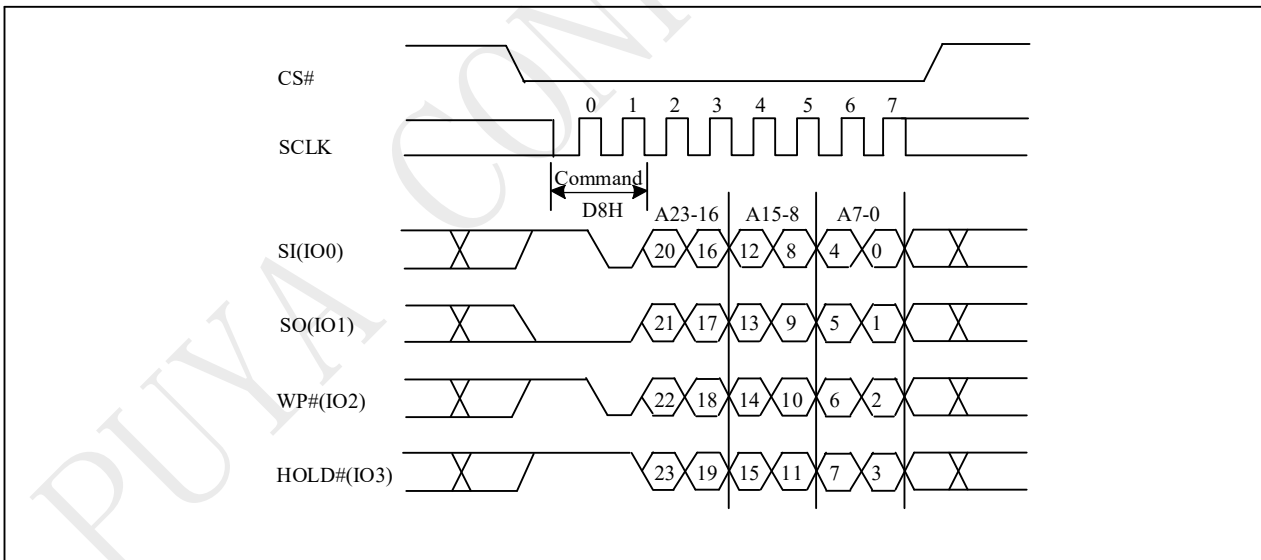 CS#
0 1 2 3 4 5 6 7
SCLK
Command
D8H
A23-16 A15-8 A7-0
SI(IO0) 20 16 12 8 4 0
SO(IO1) 21 17 13 9 5 1
WP#(IO2) 22 18 14 10 6 2
HOLD#(IO3) 23 19 15 11 7 3
PUYA